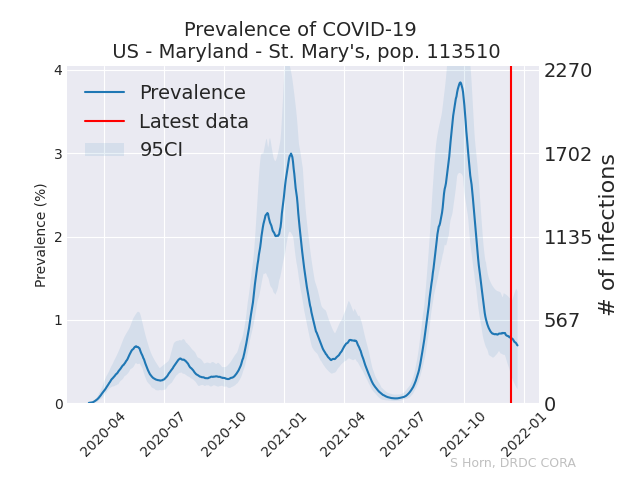 Prevalence of COVID-19
US - Maryland - St. Mary's, pop. 113510
Prevalence
Latest data
95CI
Prevalence (%)
4
3
2
1
0
2270
1702
1135
567
0
# of infections
2020-04
2020-07
2020-10
2021-01
2021-04
2021-07
2021-10
2022-01
S Horn, DRDC CORA